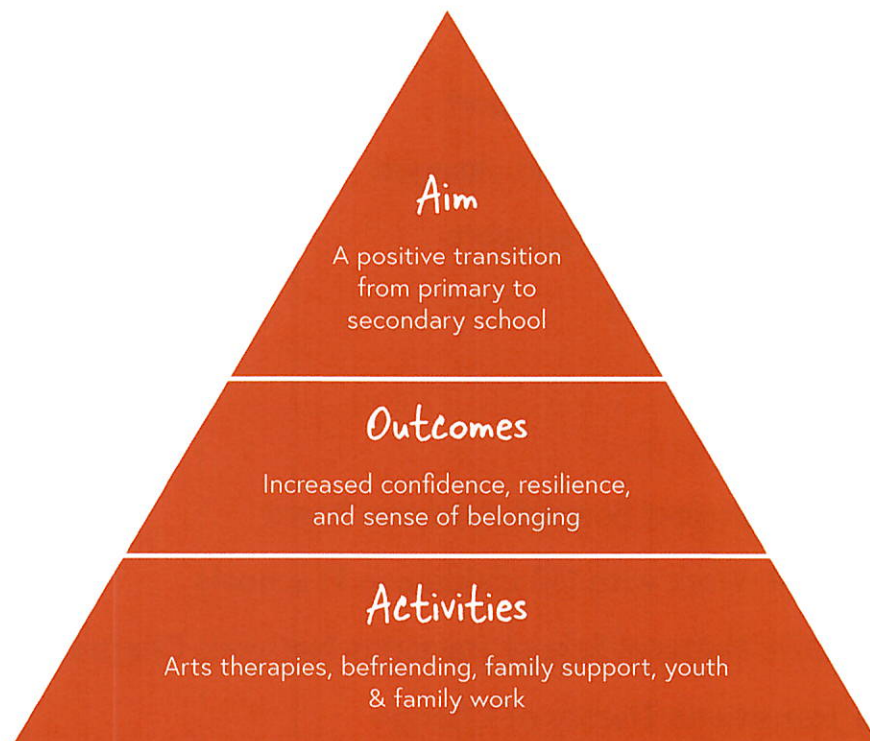 Aim
A positive transition
from primary to
secondary school
Outcomes
Increased confidence, resilience,
and sense of belonging
Activities
Arts therapies, befriending, family support, youth
& family work